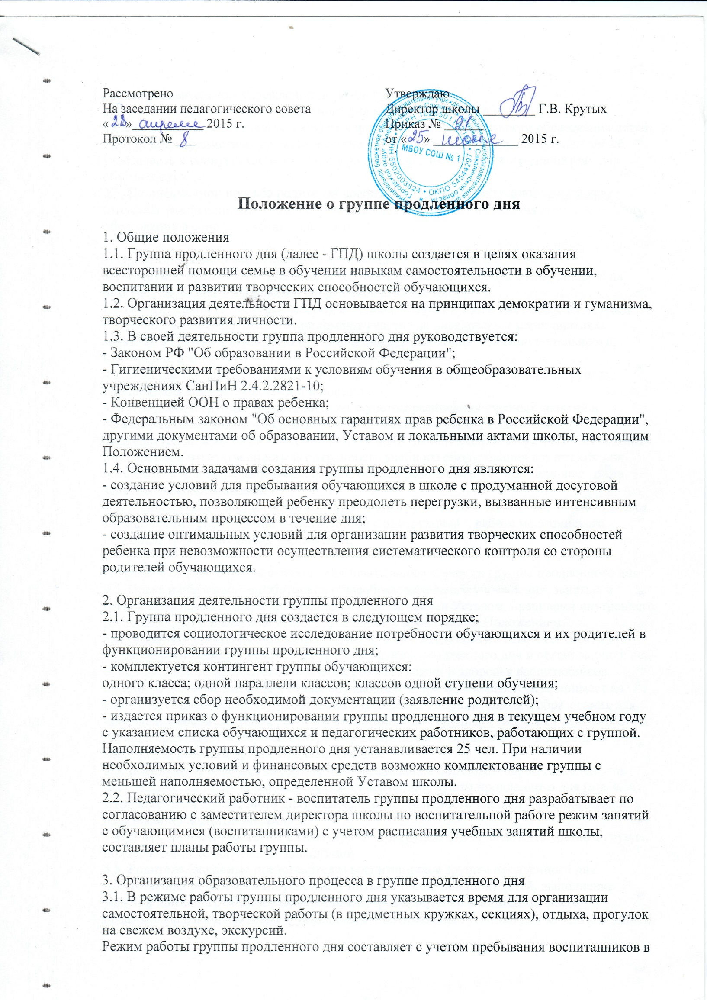 Рассмотрено
На заседании педагогического совета
«28» апреля 2015 г.
Протокол № 8
Утверждаю
Директор школы ________ Г.В. Крутых
Приказ № 91
от «25» июня 2015 г.
МБОУ СОШ № 1
ИНН 6502003824 • ОКПО 54544297 •
Положение о группе продленного дня
1. Общие положения
1.1. Группа продленного дня (далее - ГПД) школы создается в целях оказания
всесторонней помощи семье в обучении навыкам самостоятельности в обучении,
воспитании и развитии творческих способностей обучающихся.
1.2. Организация деятельности ГПД основывается на принципах демократии и гуманизма,
творческого развития личности.
1.3. В своей деятельности группа продленного дня руководствуется:
- Законом РФ "Об образовании в Российской Федерации";
- Гигиеническими требованиями к условиям обучения в общеобразовательных
учреждениях СанПиН 2.4.2.2821-10;
- Конвенцией ООН о правах ребенка;
- Федеральным законом "Об основных гарантиях прав ребенка в Российской Федерации",
другими документами об образовании, Уставом и локальными актами школы, настоящим
Положением.
1.4. Основными задачами создания группы продленного дня являются:
- создание условий для пребывания обучающихся в школе с продуманной досуговой
деятельностью, позволяющей ребенку преодолеть перегрузки, вызванные интенсивным
образовательным процессом в течение дня;
- создание оптимальных условий для организации развития творческих способностей
ребенка при невозможности осуществления систематического контроля со стороны
родителей обучающихся.
2. Организация деятельности группы продленного дня
2.1. Группа продленного дня создается в следующем порядке;
- проводится социологическое исследование потребности обучающихся и их родителей в
функционировании группы продленного дня;
- комплектуется контингент группы обучающихся:
одного класса; одной параллели классов; классов одной ступени обучения;
- организуется сбор необходимой документации (заявление родителей);
- издается приказ о функционировании группы продленного дня в текущем учебном году
с указанием списка обучающихся и педагогических работников, работающих с группой.
Наполняемость группы продленного дня устанавливается 25 чел. При наличии
необходимых условий и финансовых средств возможно комплектование группы с
меньшей наполняемостью, определенной Уставом школы.
2.2. Педагогический работник - воспитатель группы продленного дня разрабатывает по
согласованию с заместителем директора школы по воспитательной работе режим занятий
с обучающимися (воспитанниками) с учетом расписания учебных занятий школы,
составляет планы работы группы.
3. Организация образовательного процесса в группе продленного дня
3.1. В режиме работы группы продленного дня указывается время для организации
самостоятельной, творческой работы (в предметных кружках, секциях), отдыха, прогулок
на свежем воздухе, экскурсий.
Режим работы группы продленного дня составляет с учетом пребывания воспитанников в